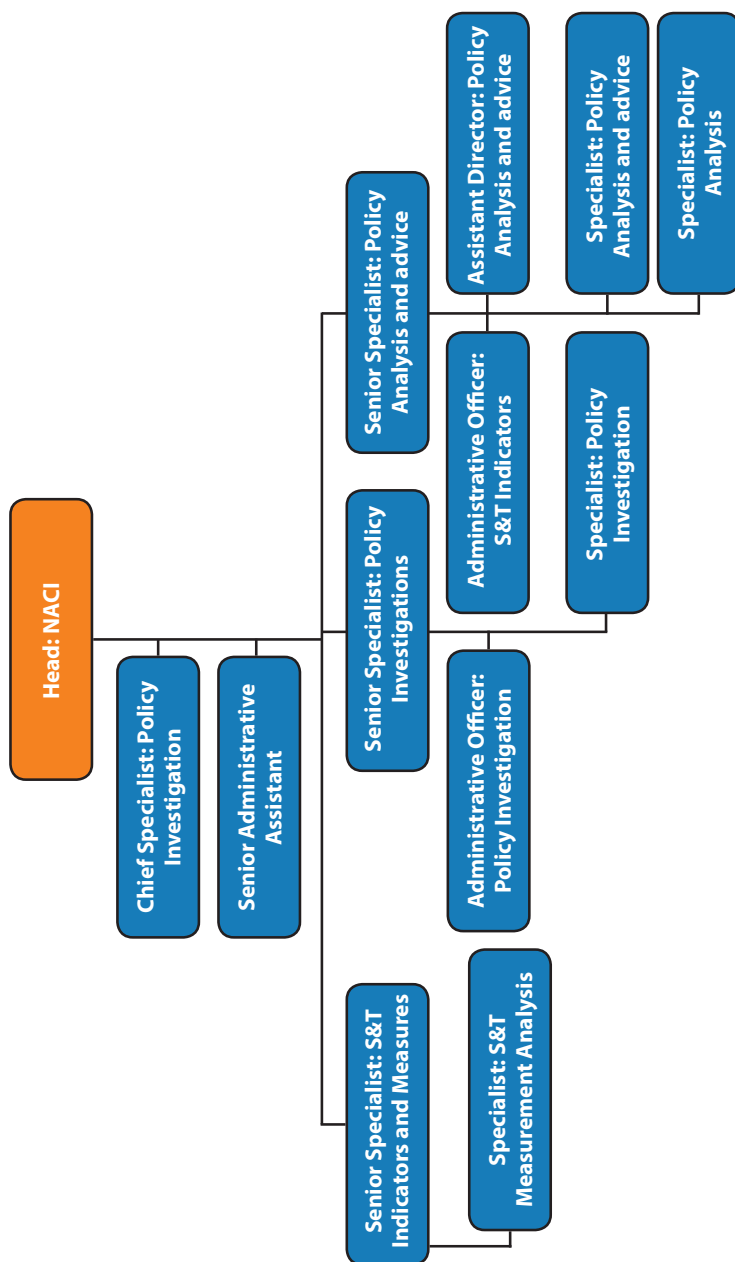 Head: NACI
Chief Specialist: Policy
Investigation
Senior Administrative
Assistant
Senior Specialist: S&T
Indicators and Measures
Senior Specialist: Policy
Investigations
Senior Specialist: Policy
Analysis and advice
Specialist: S&T
Measurement Analysis
Administrative Officer:
Policy Investigation
Administrative Officer:
S&T Indicators
Assistant Director: Policy
Analysis and advice
Specialist: Policy
Investigation
Specialist: Policy
Analysis and advice
Specialist: Policy
Analysis